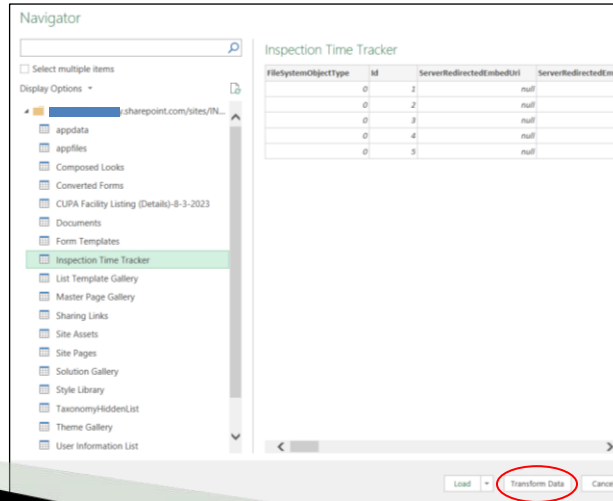 Navigator
Inspection Time Tracker
Select multiple items
Display Options
.sharepoint.com/sites/IN...
appdata
appfiles
Composed Looks
Converted Forms
CUPA Facility Listing (Details)-8-3-2023
Documents
Form Templates
Inspection Time Tracker
List Template Gallery
Master Page Gallery
Sharing Links
Site Assets
Site Pages
Solution Gallery
Style Library
TaxonomyHiddenList
Theme Gallery
User Information List
FileSystemObjectType Id ServerRedirectedEmbedUri ServerRedirectedEm
0 1 null
0 2 null
0 3 null
0 4 null
0 5 null
Load Transform Data Cance